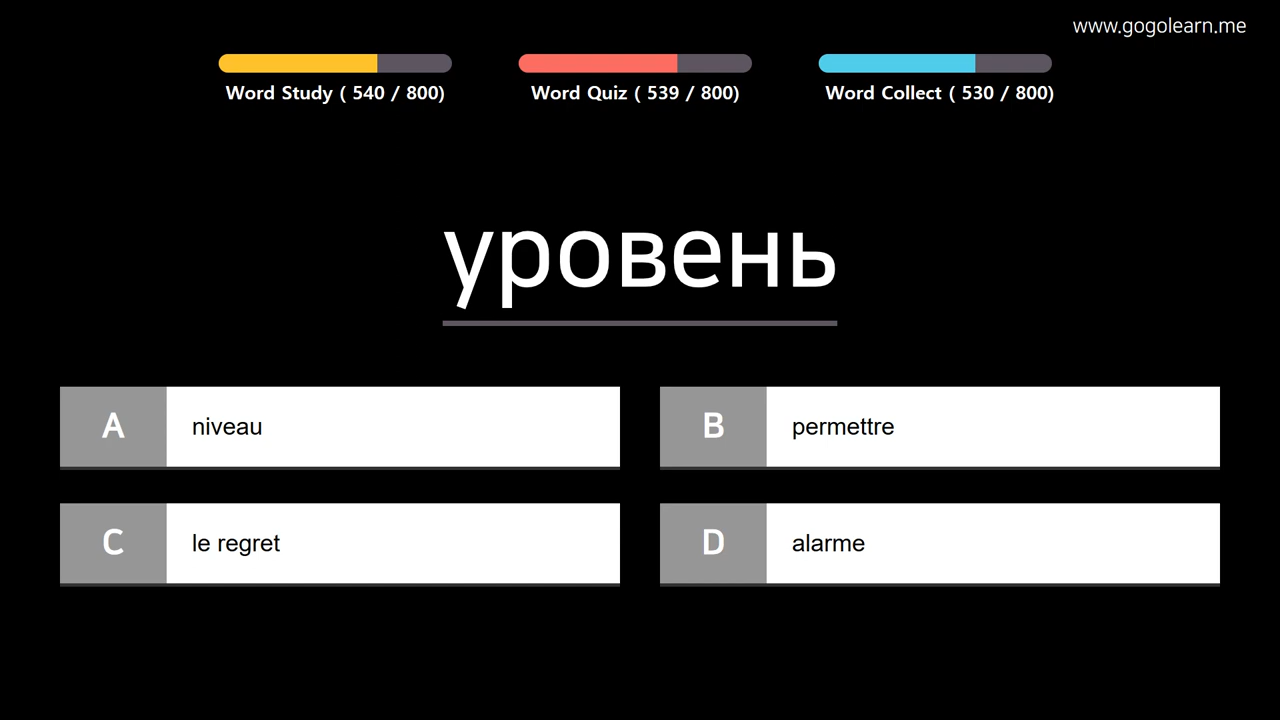 www.gogolearn.me
Word Study ( 540 / 800)
Word Quiz ( 539 / 800)
Word Collect ( 530 / 800)
уровень
A niveau
B permettre
C le regret
D alarme